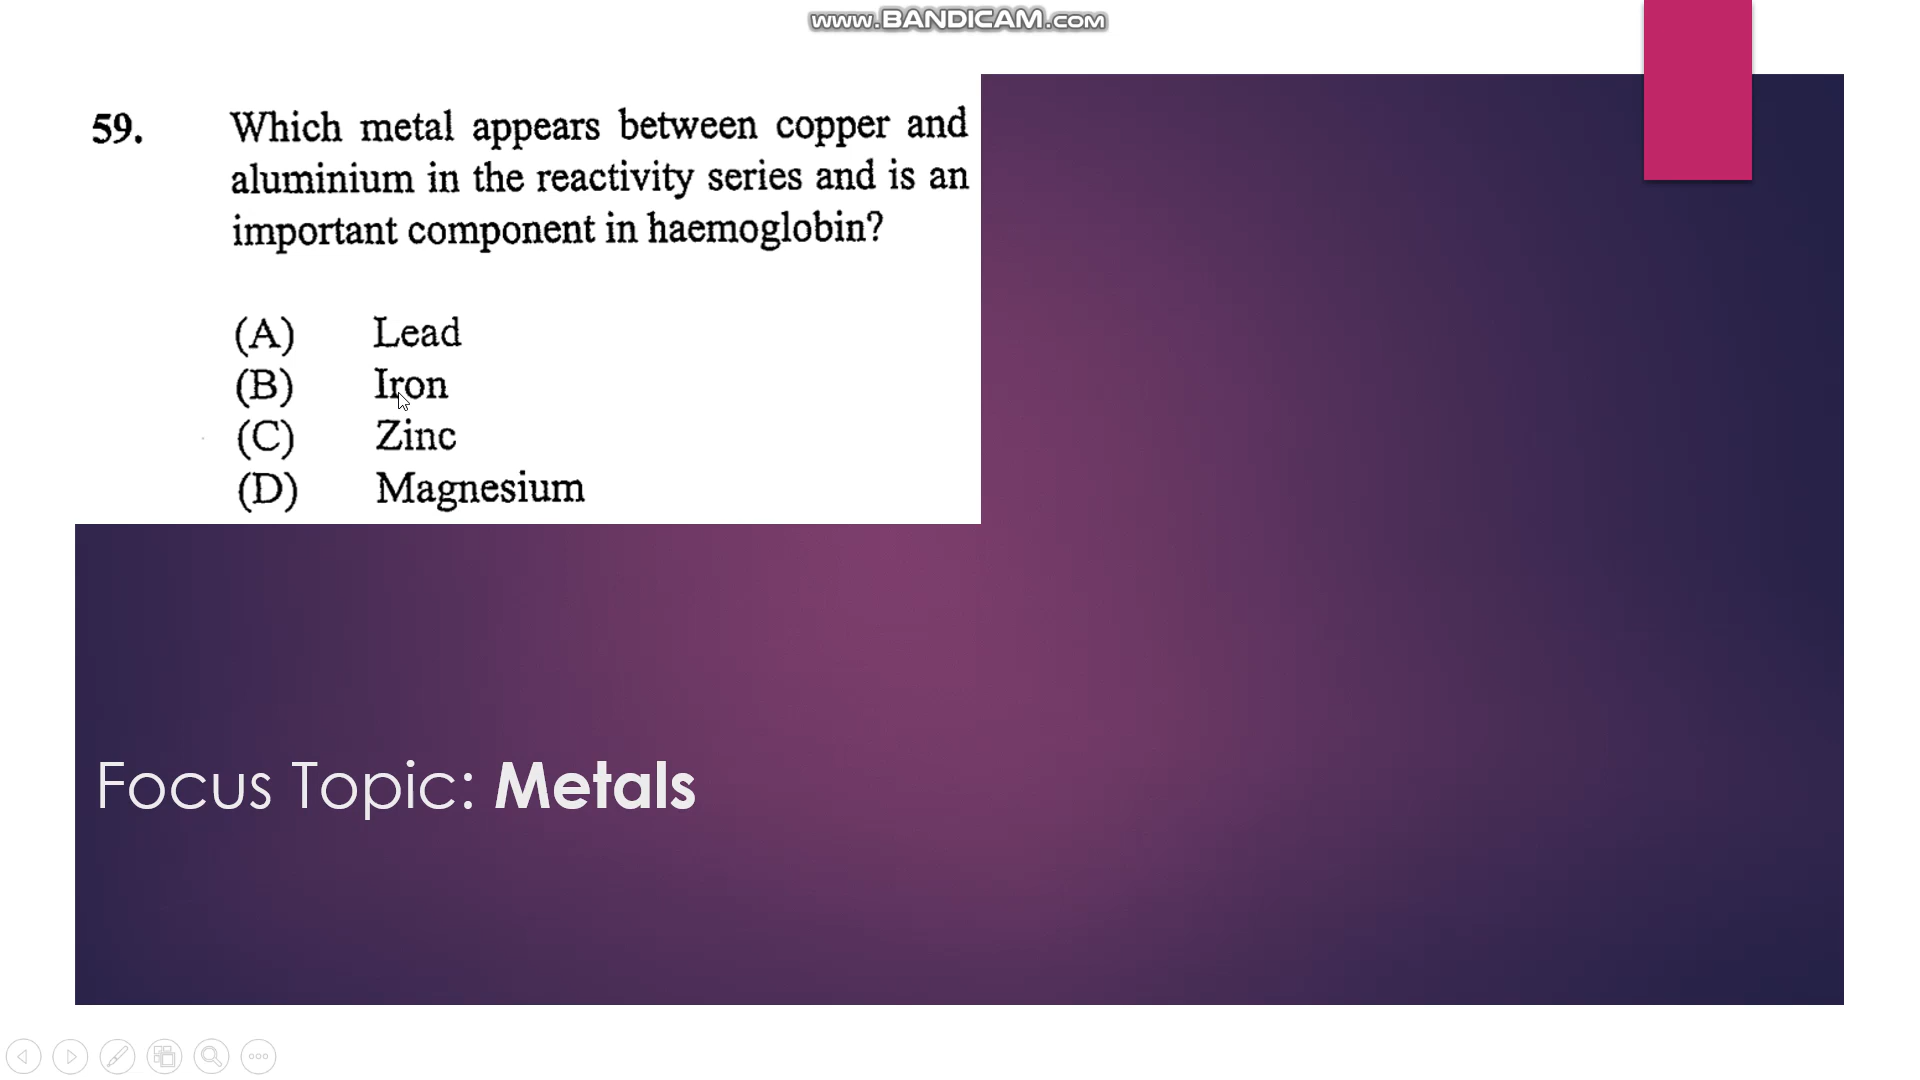 www.BANDICAM.com
59. Which metal appears between copper and
aluminium in the reactivity series and is an
important component in haemoglobin?
(A) Lead
(B) Iron
(C) Zinc
(D) Magnesium
Focus Topic: Metals